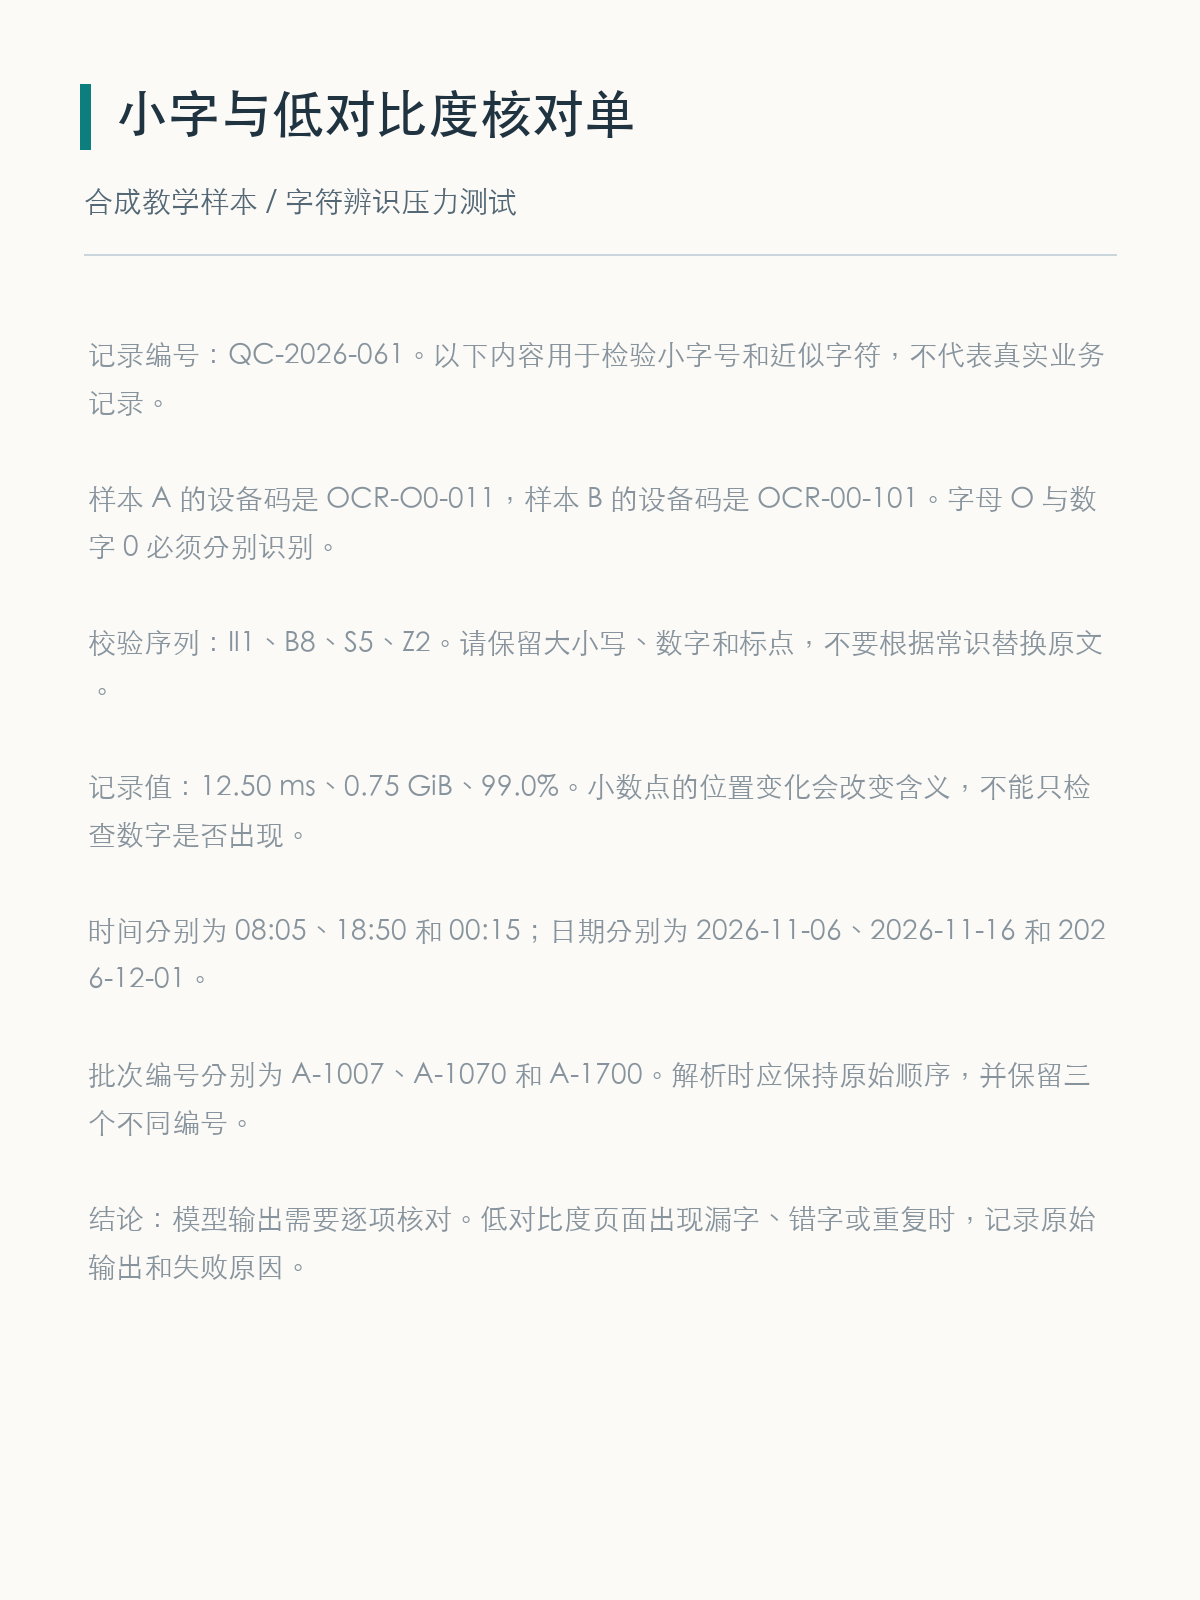 小字与低对比度核对单
合成教学样本 / 字符辨识压力测试
记录编号：QC-2026-061。以下内容用于检验小字号和近似字符，不代表真实业务
记录。
样本 A 的设备码是 OCR-O0-011，样本 B 的设备码是 OCR-00-101。字母 O 与数
字 0 必须分别识别。
校验序列：Il1、B8、S5、Z2。请保留大小写、数字和标点，不要根据常识替换原文
。
记录值：12.50 ms、0.75 GiB、99.0%。小数点的位置变化会改变含义，不能只检
查数字是否出现。
时间分别为 08:05、18:50 和 00:15；日期分别为 2026-11-06、2026-11-16 和 202
6-12-01。
批次编号分别为 A-1007、A-1070 和 A-1700。解析时应保持原始顺序，并保留三
个不同编号。
结论：模型输出需要逐项核对。低对比度页面出现漏字、错字或重复时，记录原始
输出和失败原因。